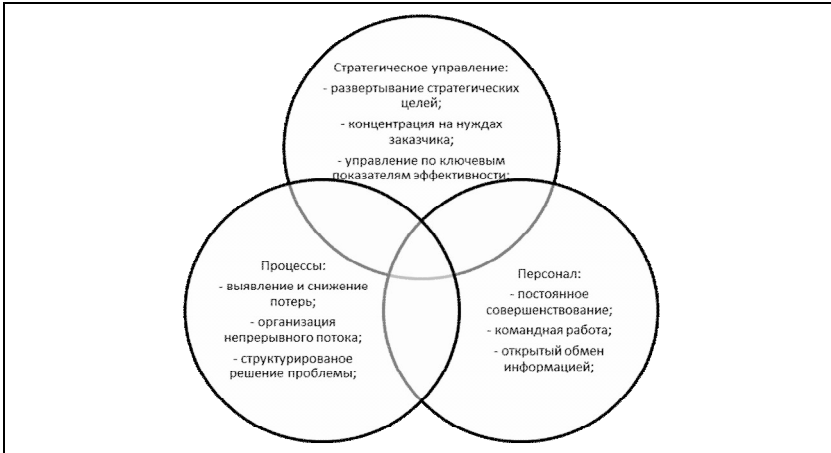 Стратегическое управление:
- развертывание стратегических
целей;
- концентрация на нуждах
заказчика;
- управление по ключевым
показателям эффективности;
Процессы:
- выявление и снижение
потерь;
- организация
непрерывного потока;
- структурированое
решение проблемы;
Персонал:
- постоянное
совершенствование;
- командная работа;
- открытый обмен
информацией;